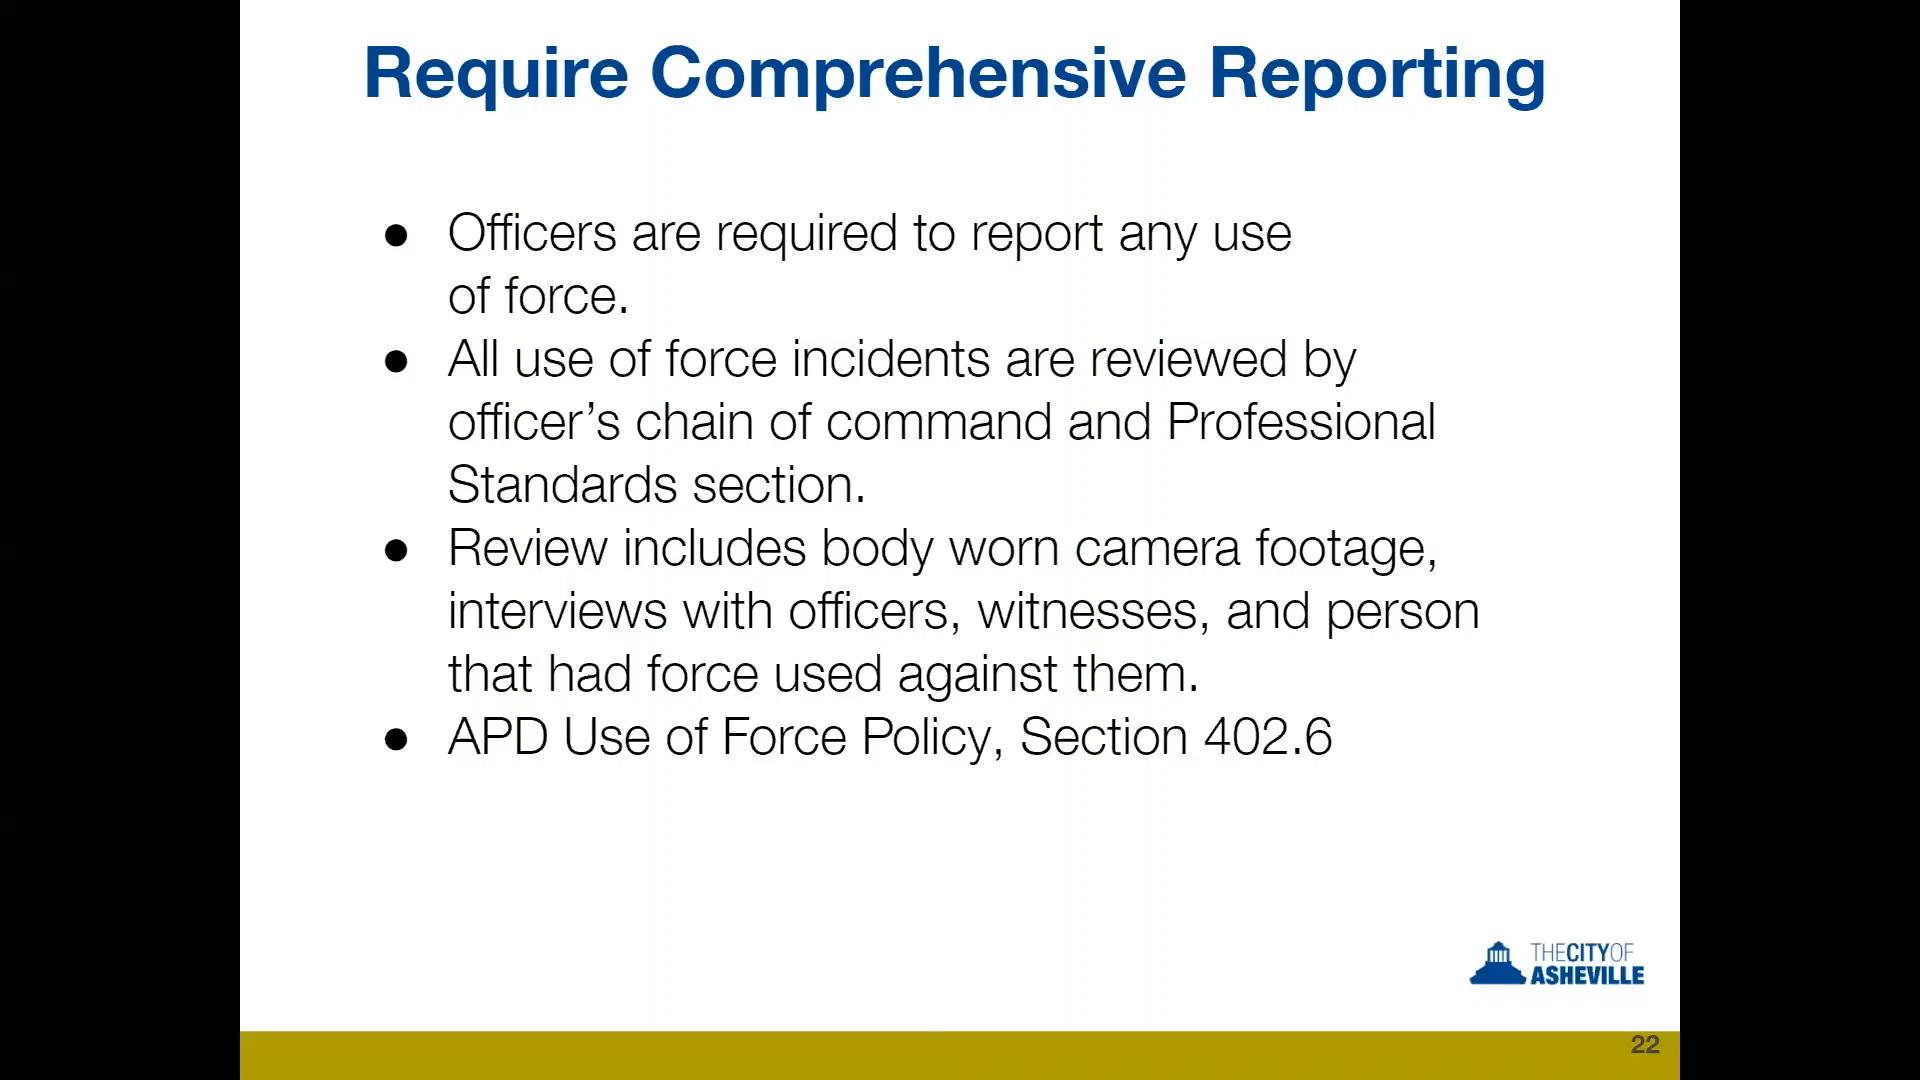 Require Comprehensive Reporting
● Officers are required to report any use
of force.
● All use of force incidents are reviewed by
officer’s chain of command and Professional
Standards section.
● Review includes body worn camera footage,
interviews with officers, witnesses, and person
that had force used against them.
● APD Use of Force Policy, Section 402.6
THECITYOF
ASHEVILLE
22